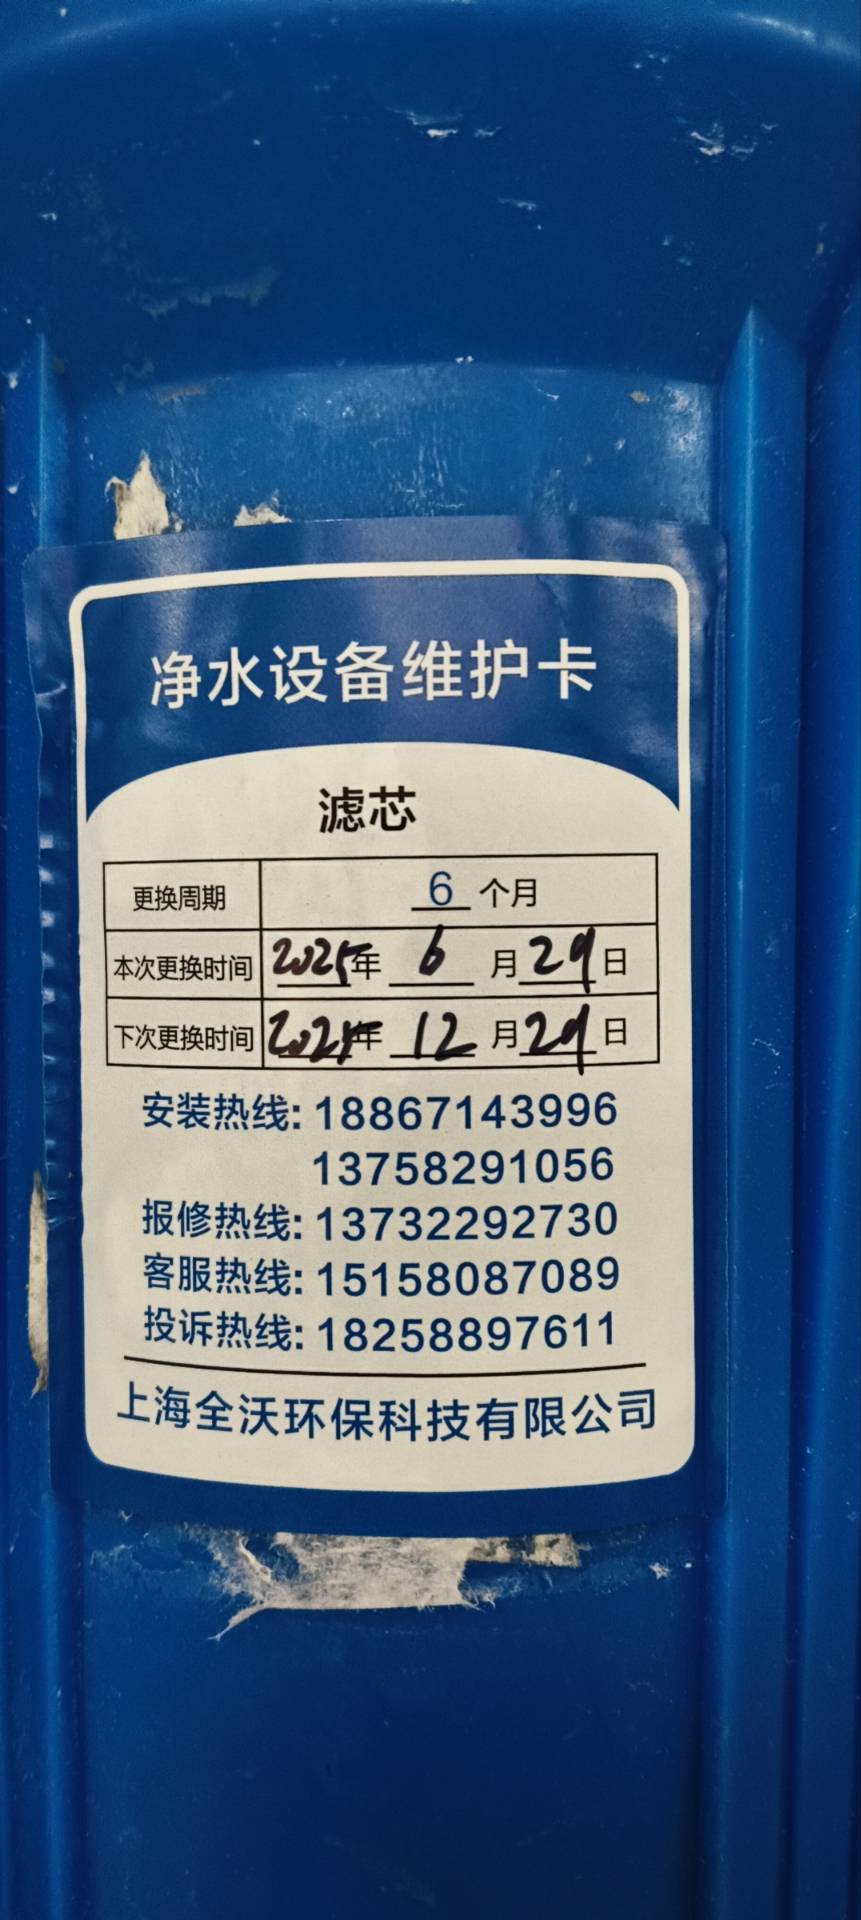 净水设备维护卡
滤芯
更换周期 6 个月
本次更换时间 2025年 6 月 29 日
下次更换时间 2025年 12 月 29 日
安装热线: 18867143996
13758291056
报修热线: 13732292730
客服热线: 15158087089
投诉热线: 18258897611
上海全沃环保科技有限公司